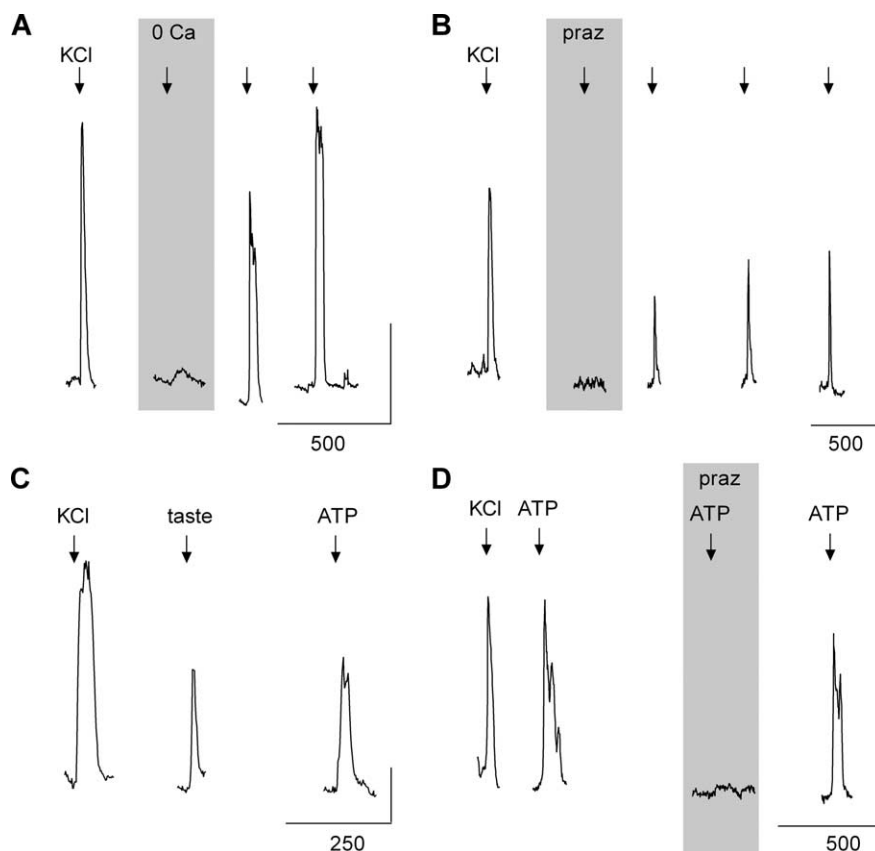 A
0 Ca
KCl
500
B
praz
KCl
500
C
KCl taste ATP
250
D
praz
KCl ATP ATP ATP
500